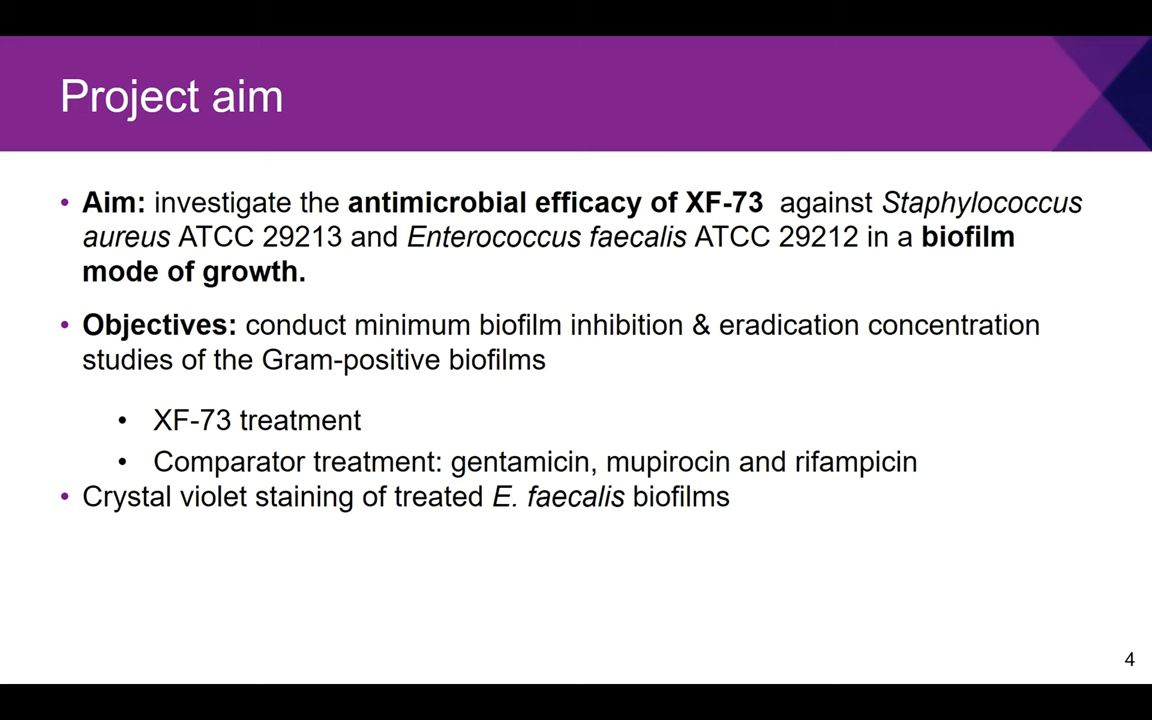 Project aim
• Aim: investigate the antimicrobial efficacy of XF-73 against Staphylococcus
aureus ATCC 29213 and Enterococcus faecalis ATCC 29212 in a biofilm
mode of growth.
• Objectives: conduct minimum biofilm inhibition & eradication concentration
studies of the Gram-positive biofilms
• XF-73 treatment
• Comparator treatment: gentamicin, mupirocin and rifampicin
• Crystal violet staining of treated E. faecalis biofilms
4